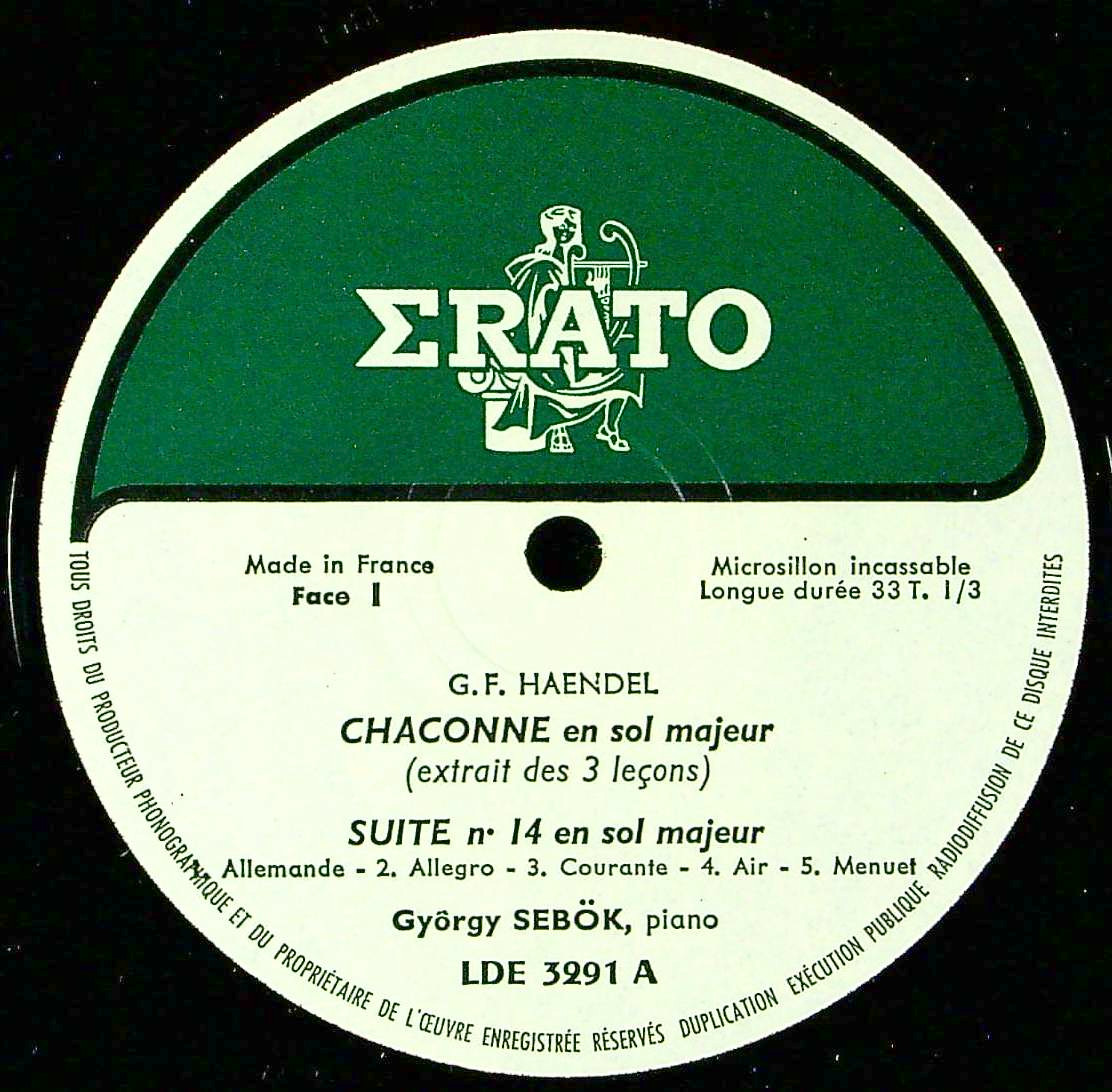 ΣRATO
Made in France
Face I
Microsillon incassable
Longue durée 33 T. 1/3
G.F. HAENDEL
CHACONNE en sol majeur
(extrait des 3 leçons)
SUITE n• 14 en sol majeur
Allemande - 2. Allegro - 3. Courante - 4. Air - 5. Menuet
Gyôrgy SEBÖK, piano
LDE 3291 A
TOUS DROITS DU PRODUCTEUR PHONOGRAPHIQUE ET DU PROPRIÉTAIRE DE L'ŒUVRE ENREGISTRÉE RÉSERVÉS DUPLICATION EXÉCUTION PUBLIQUE RADIODIFFUSION DE CE DISQUE INTERDITES